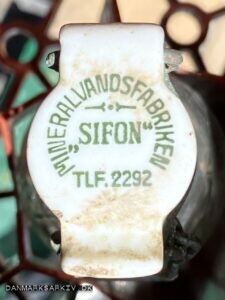 MINERALVANDSFABRIKEN
„SIFON“
TLF. 2292
DANMARKSARKIV.DK